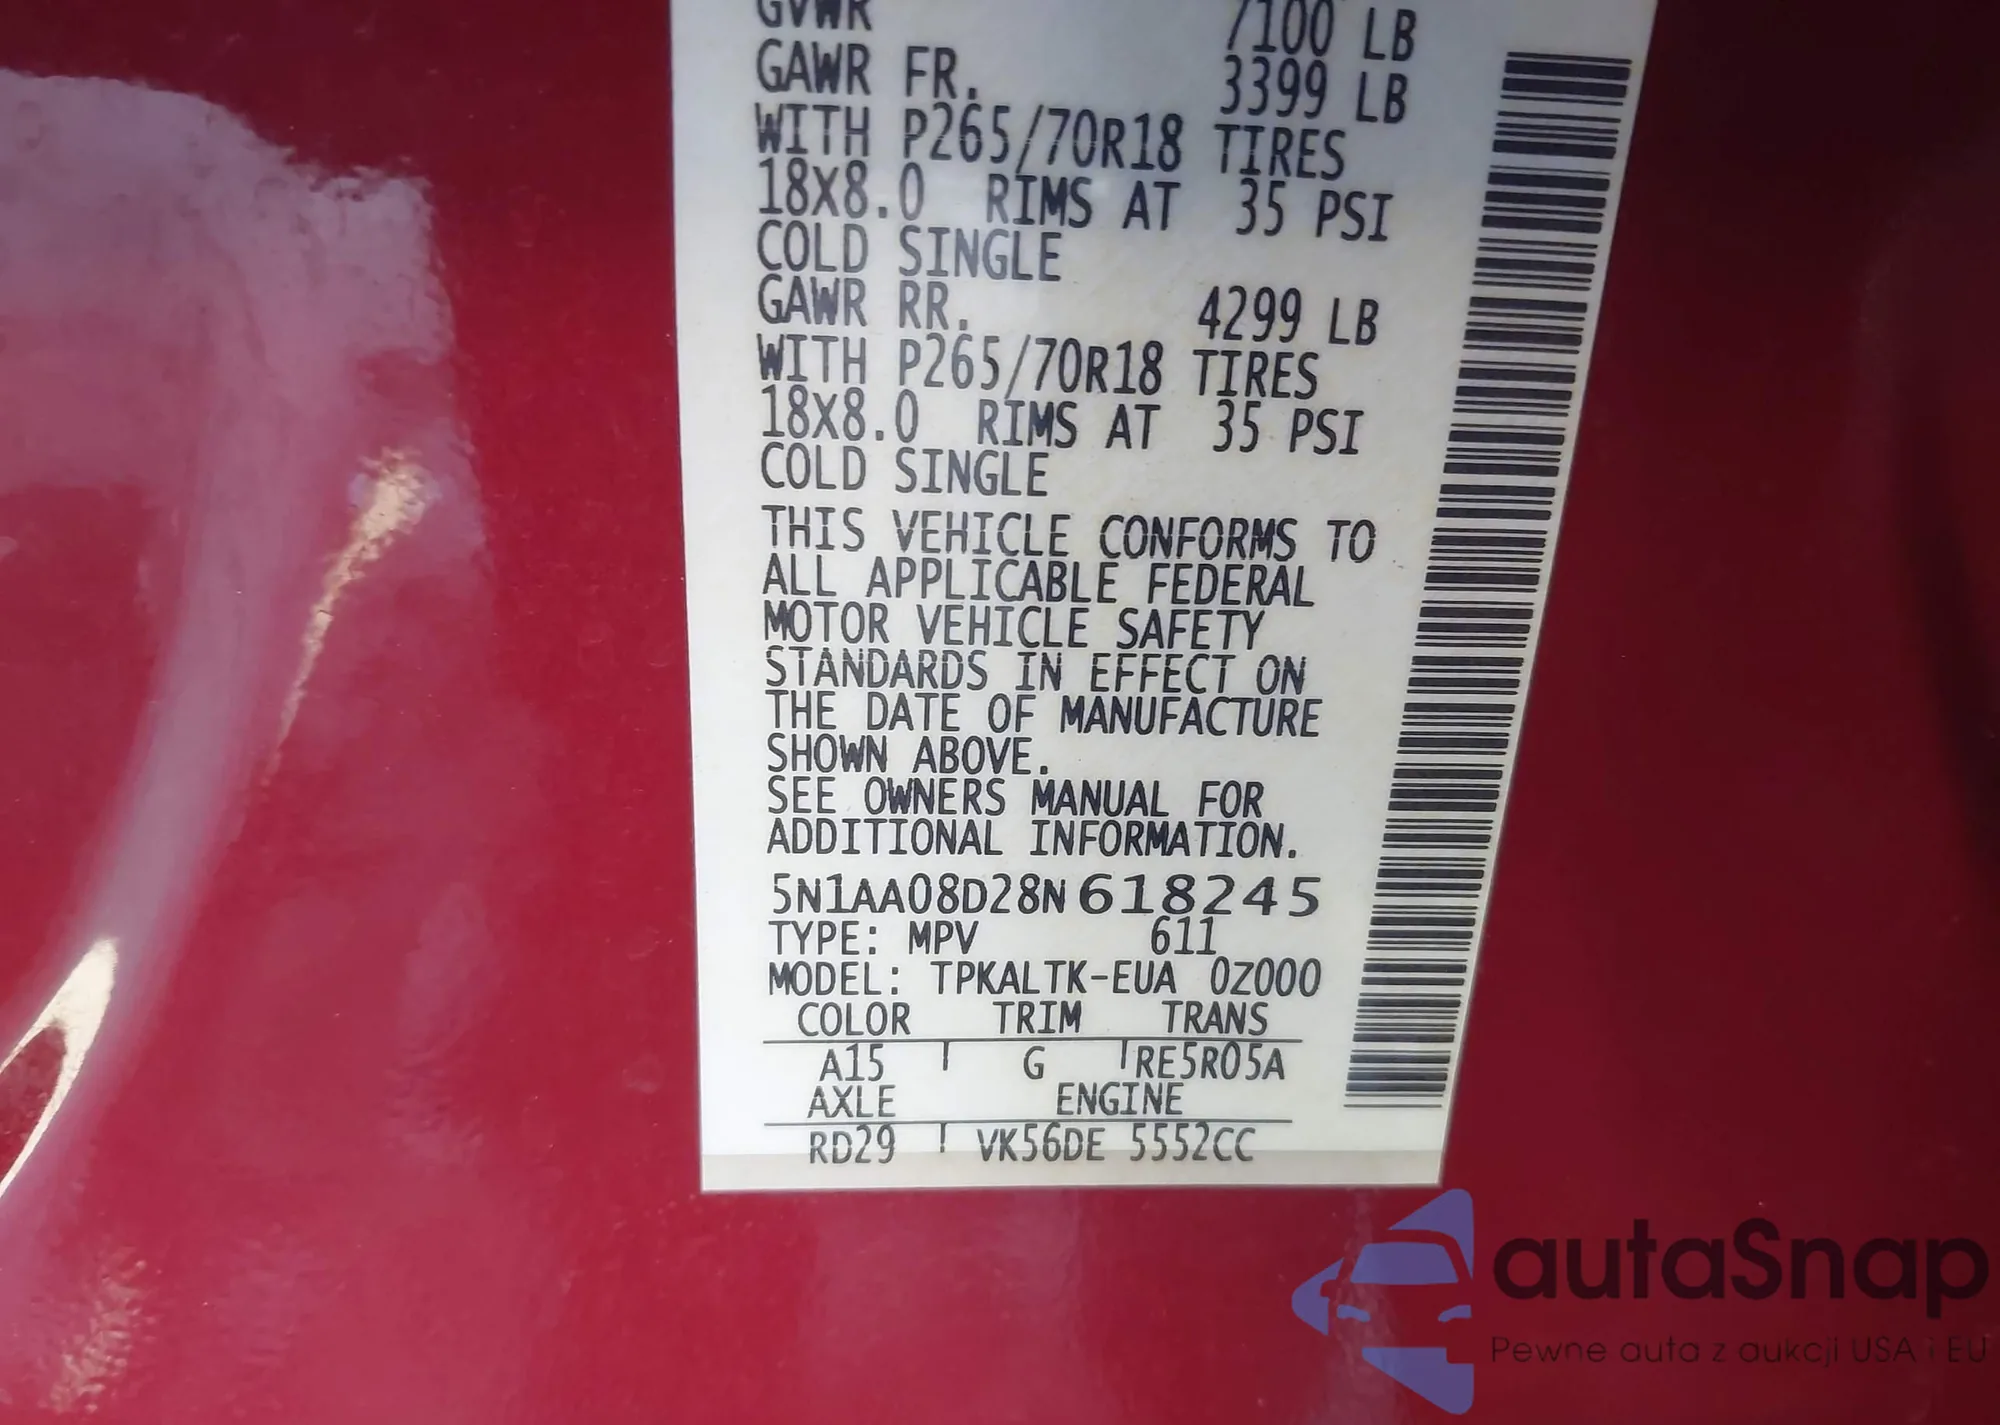 GVWR 7100 LB
GAWR FR. 3399 LB
WITH P265/70R18 TIRES
18X8.0 RIMS AT 35 PSI
COLD SINGLE
GAWR RR. 4299 LB
WITH P265/70R18 TIRES
18X8.0 RIMS AT 35 PSI
COLD SINGLE
THIS VEHICLE CONFORMS TO
ALL APPLICABLE FEDERAL
MOTOR VEHICLE SAFETY
STANDARDS IN EFFECT ON
THE DATE OF MANUFACTURE
SHOWN ABOVE.
SEE OWNERS MANUAL FOR
ADDITIONAL INFORMATION.
5N1AA08D28N618245
TYPE: MPV 611
MODEL: TPKALTK-EUA 0Z000
COLOR TRIM TRANS
A15 G RE5R05A
AXLE ENGINE
RD29 VK56DE 5552CC
autaSnap
Pewne auta z aukcji USA i EU